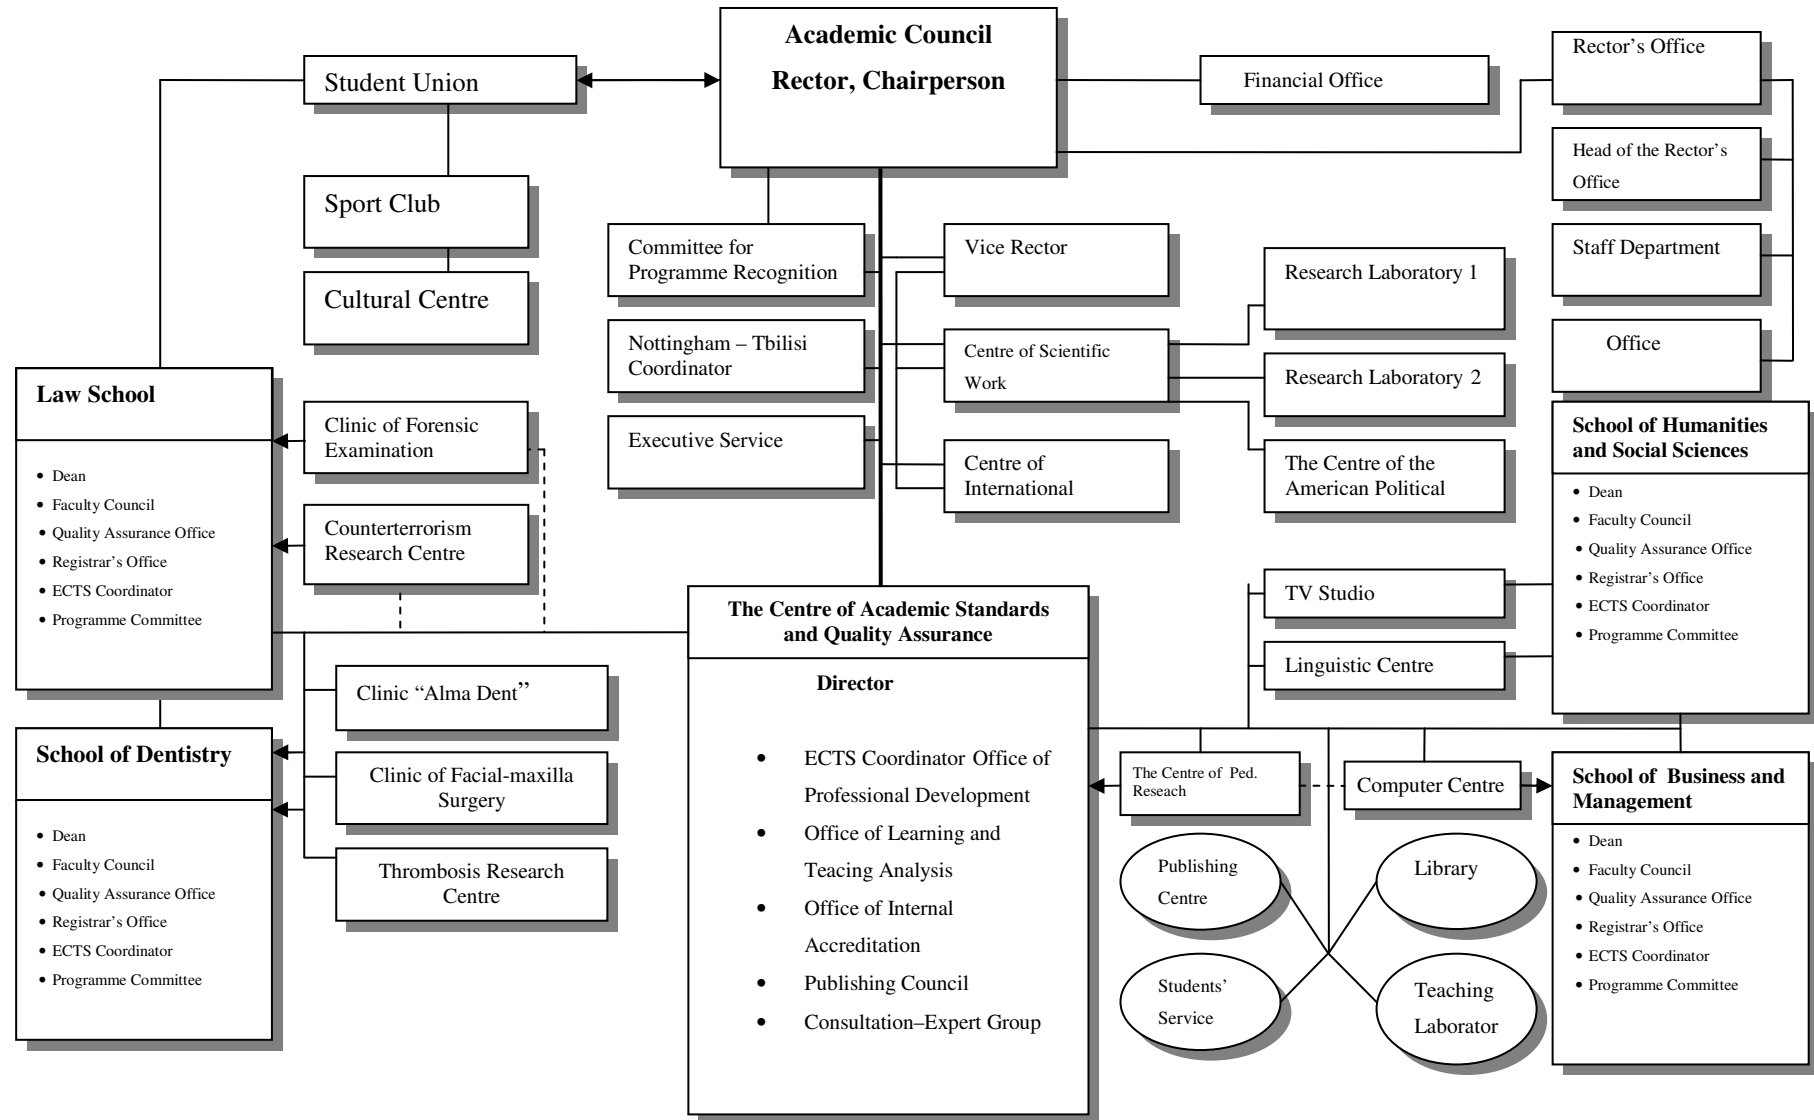 Academic Council
Rector, Chairperson
Student Union
Financial Office
Rector’s Office
Head of the Rector’s
Office
Staff Department
Office
Sport Club
Cultural Centre
Committee for
Programme Recognition
Nottingham – Tbilisi
Coordinator
Executive Service
Vice Rector
Centre of Scientific
Work
Centre of
International
Research Laboratory 1
Research Laboratory 2
The Centre of the
American Political
Law School
• Dean
• Faculty Council
• Quality Assurance Office
• Registrar’s Office
• ECTS Coordinator
• Programme Committee
Clinic of Forensic
Examination
Counterterrorism
Research Centre
School of Humanities
and Social Sciences
• Dean
• Faculty Council
• Quality Assurance Office
• Registrar’s Office
• ECTS Coordinator
• Programme Committee
TV Studio
Linguistic Centre
The Centre of Academic Standards
and Quality Assurance
Director
• ECTS Coordinator Office of
Professional Development
• Office of Learning and
Teacing Analysis
• Office of Internal
Accreditation
• Publishing Council
• Consultation–Expert Group
Clinic “Alma Dent”
Clinic of Facial-maxilla
Surgery
Thrombosis Research
Centre
School of Dentistry
• Dean
• Faculty Council
• Quality Assurance Office
• Registrar’s Office
• ECTS Coordinator
• Programme Committee
The Centre of Ped.
Reseach
Computer Centre
Publishing
Centre
Library
Students’
Service
Teaching
Laborator
School of Business and
Management
• Dean
• Faculty Council
• Quality Assurance Office
• Registrar’s Office
• ECTS Coordinator
• Programme Committee